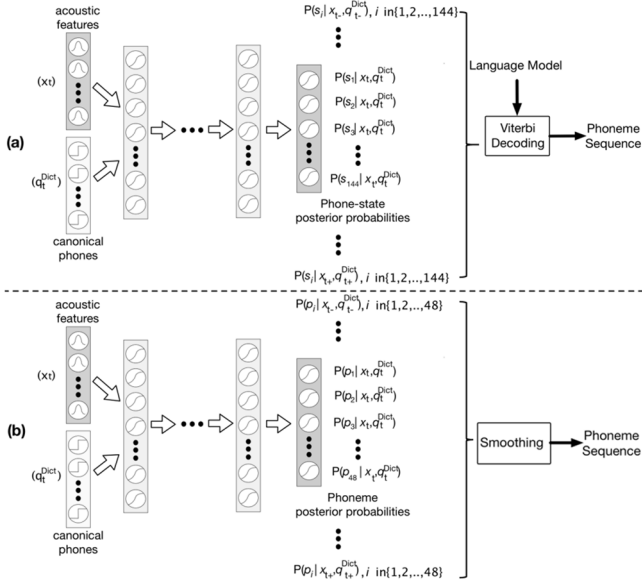 acoustic
features
(xt)
(a)
(qtDict)
canonical
phones
P(si| xt-,qt-Dict), i in{1,2,..,144}
P(s1| xt,qtDict)
P(s2| xt,qtDict)
P(s3| xt,qtDict)
P(s144| xt,qtDict)
Phone-state
posterior probabilities
P(si| xt+,qt+Dict), i in{1,2,..,144}
Language Model
Viterbi
Decoding
Phoneme
Sequence
acoustic
features
(xt)
(b)
(qtDict)
canonical
phones
P(pi| xt-,qt-Dict), i in{1,2,..,48}
P(p1| xt,qtDict)
P(p2| xt,qtDict)
P(p3| xt,qtDict)
P(p48| xt,qtDict)
Phoneme
posterior probabilities
P(pi| xt+,qt+Dict), i in{1,2,..,48}
Smoothing
Phoneme
Sequence